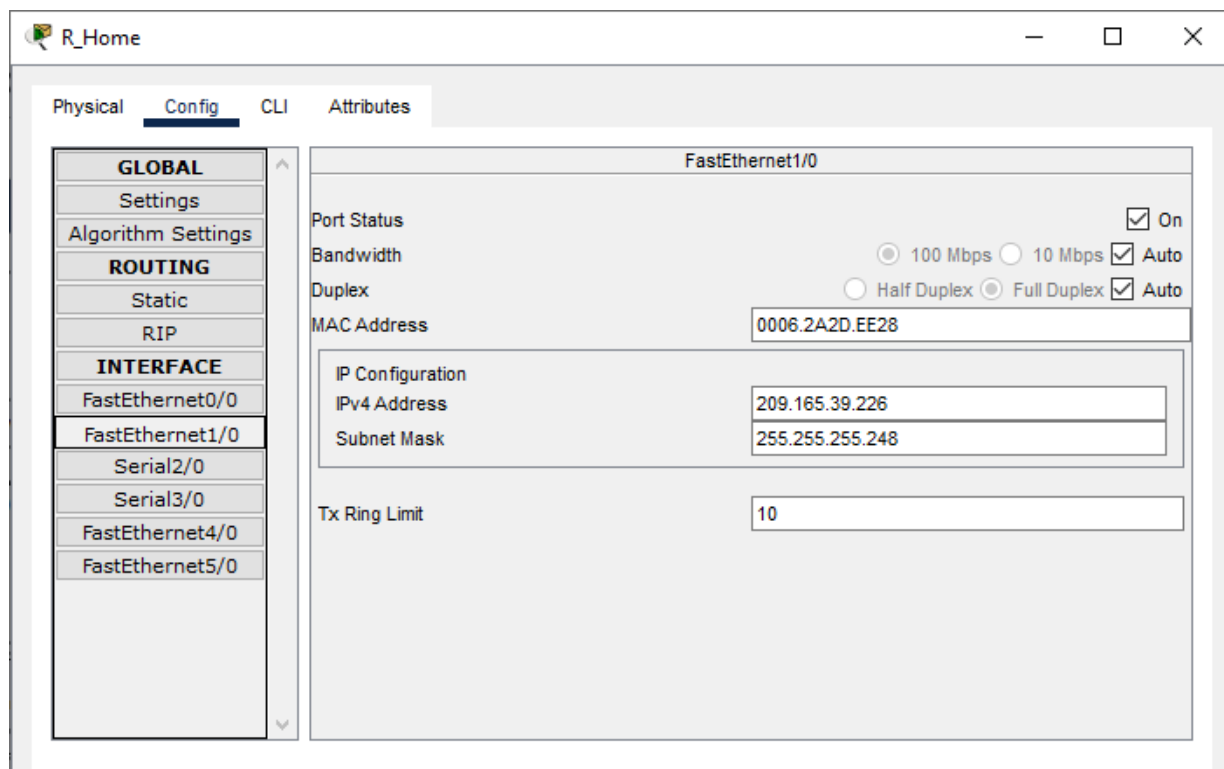 R_Home
Physical Config CLI Attributes
GLOBAL
Settings
Algorithm Settings
ROUTING
Static
RIP
INTERFACE
FastEthernet0/0
FastEthernet1/0
Serial2/0
Serial3/0
FastEthernet4/0
FastEthernet5/0
FastEthernet1/0
Port Status On
Bandwidth 100 Mbps 10 Mbps Auto
Duplex Half Duplex Full Duplex Auto
MAC Address 0006.2A2D.EE28
IP Configuration
IPv4 Address 209.165.39.226
Subnet Mask 255.255.255.248
Tx Ring Limit 10